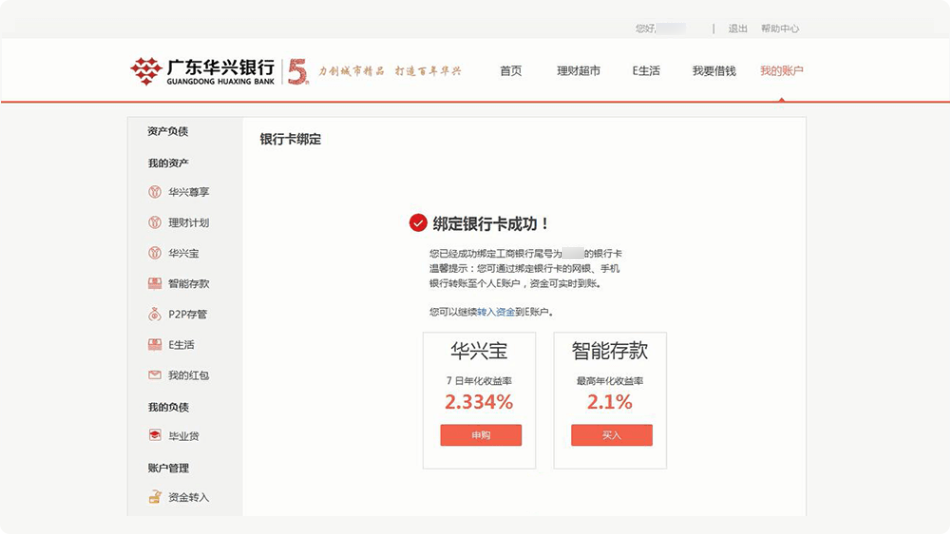 您好,
| 退出 帮助中心
广东华兴银行
GUANGDONG HUAXING BANK
5
力创城市精品 打造百年华兴
首页 理财超市 E生活 我要借钱 我的账户
资产负债
我的资产
华兴尊享
理财计划
华兴宝
智能存款
P2P存管
E生活
我的红包
我的负债
毕业贷
账户管理
资金转入
银行卡绑定
绑定银行卡成功！
您已经成功绑定工商银行尾号为 的银行卡
温馨提示：您可通过绑定银行卡的网银、手机
银行转账至个人E账户，资金可实时到账。
您可以继续转入资金到E账户。
华兴宝
7 日年化收益率
2.334%
申购
智能存款
最高年化收益率
2.1%
买入